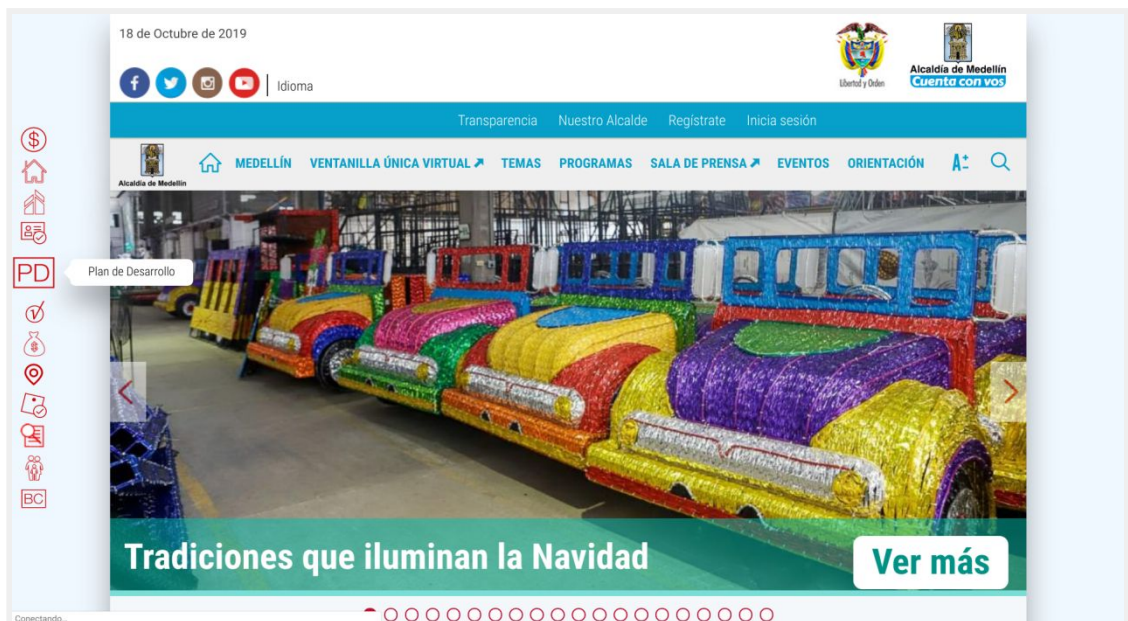 18 de Octubre de 2019
Idioma
Libertad y Orden
Alcaldía de Medellín
Cuenta con vos
Transparencia Nuestro Alcalde Regístrate Inicia sesión
Alcaldía de Medellín
MEDELLÍN VENTANILLA ÚNICA VIRTUAL TEMAS PROGRAMAS SALA DE PRENSA EVENTOS ORIENTACIÓN A
PD Plan de Desarrollo
BC
Tradiciones que iluminan la Navidad
Ver más
Conectando...